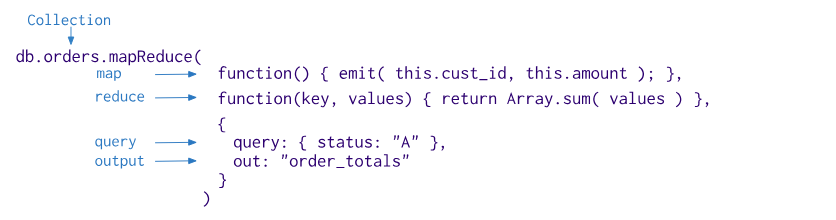 Collection
db.orders.mapReduce(
map function() { emit( this.cust_id, this.amount ); },
reduce function(key, values) { return Array.sum( values ) },
{
query query: { status: "A" },
output out: "order_totals"
}
)